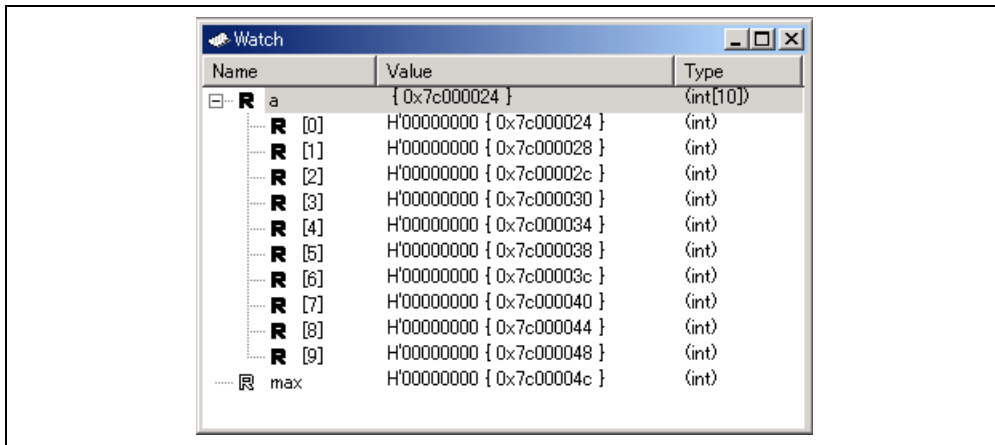 Watch
Name Value Type
R a { 0x7c000024 } (int[10])
R [0] H'00000000 { 0x7c000024 } (int)
R [1] H'00000000 { 0x7c000028 } (int)
R [2] H'00000000 { 0x7c00002c } (int)
R [3] H'00000000 { 0x7c000030 } (int)
R [4] H'00000000 { 0x7c000034 } (int)
R [5] H'00000000 { 0x7c000038 } (int)
R [6] H'00000000 { 0x7c00003c } (int)
R [7] H'00000000 { 0x7c000040 } (int)
R [8] H'00000000 { 0x7c000044 } (int)
R [9] H'00000000 { 0x7c000048 } (int)
R max H'00000000 { 0x7c00004c } (int)